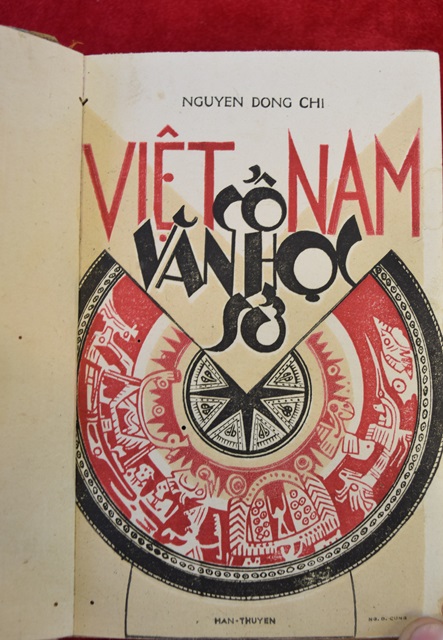 NGUYEN DONG CHI
VIỆT NAM
CỔ
VĂN HỌC
SỬ
HAN-THUYEN